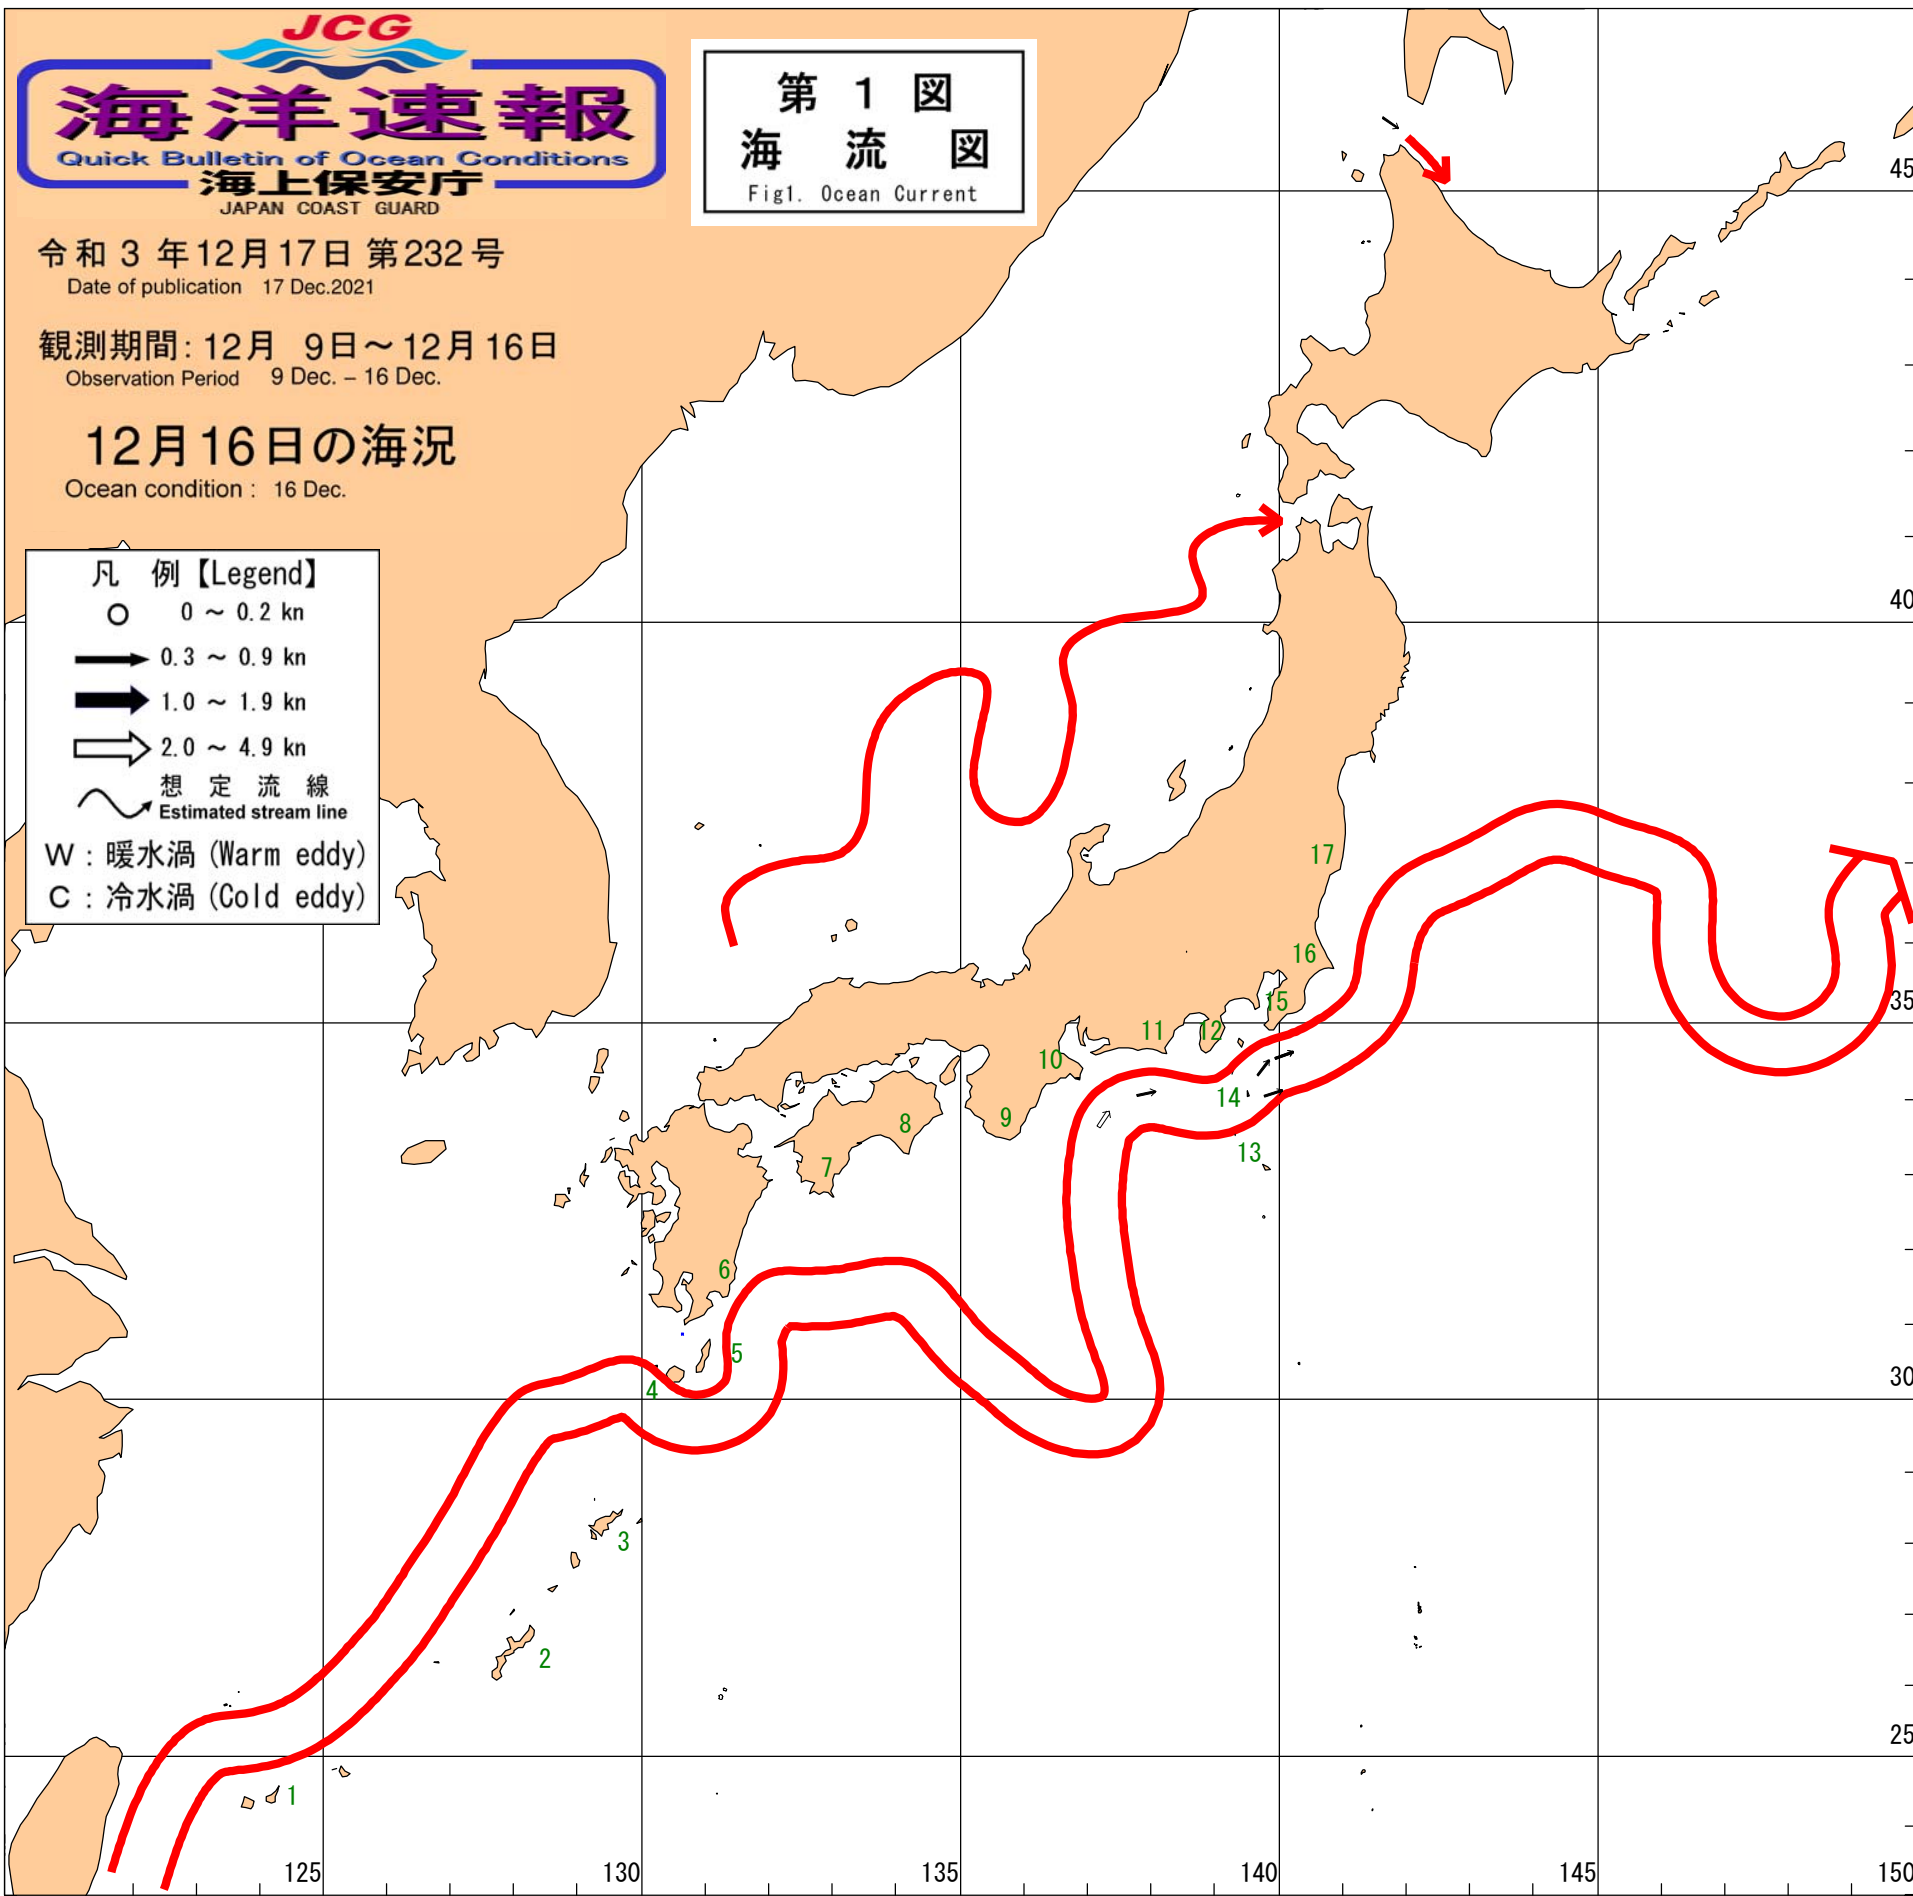 JCG
海洋速報
Quick Bulletin of Ocean Conditions
海上保安庁
JAPAN COAST GUARD
第 1 図
海 流 図
Fig1. Ocean Current
令和 3 年12月17日 第232号
Date of publication 17 Dec.2021
観測期間: 12月 9日～12月16日
Observation Period 9 Dec. – 16 Dec.
12月16日の海況
Ocean condition : 16 Dec.
凡 例【Legend】
0 ～ 0.2 kn
0.3 ～ 0.9 kn
1.0 ～ 1.9 kn
2.0 ～ 4.9 kn
想 定 流 線
Estimated stream line
W : 暖水渦 (Warm eddy)
C : 冷水渦 (Cold eddy)
45
40
17
16
35
15
11
12
10
14
9
8
13
7
6
5
30
4
3
2
25
1
125
130
135
140
145
150